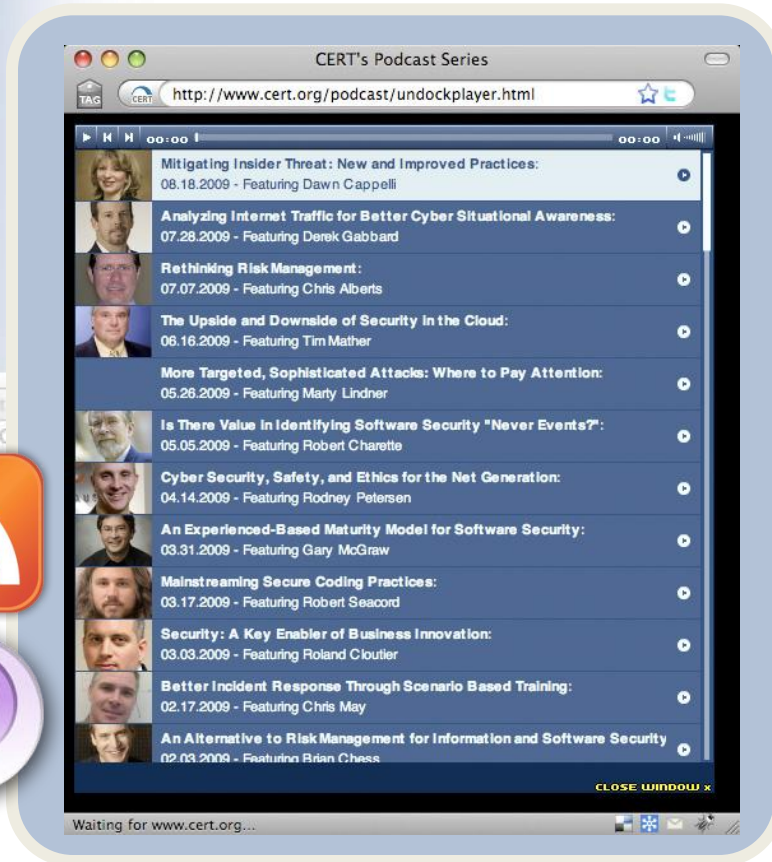 CERT's Podcast Series
TAG
CERT
http://www.cert.org/podcast/undockplayer.html
00:00
00:00
Mitigating Insider Threat: New and Improved Practices:
08.18.2009 - Featuring Dawn Cappelli
Analyzing Internet Traffic for Better Cyber Situational Awareness:
07.28.2009 - Featuring Derek Gabbard
Rethinking Risk Management:
07.07.2009 - Featuring Chris Alberts
The Upside and Downside of Security in the Cloud:
06.16.2009 - Featuring Tim Mather
More Targeted, Sophisticated Attacks: Where to Pay Attention:
05.26.2009 - Featuring Marty Lindner
Is There Value in Identifying Software Security "Never Events?":
05.05.2009 - Featuring Robert Charette
Cyber Security, Safety, and Ethics for the Net Generation:
04.14.2009 - Featuring Rodney Petersen
An Experienced-Based Maturity Model for Software Security:
03.31.2009 - Featuring Gary McGraw
Mainstreaming Secure Coding Practices:
03.17.2009 - Featuring Robert Seacord
Security: A Key Enabler of Business Innovation:
03.03.2009 - Featuring Roland Cloutier
Better Incident Response Through Scenario Based Training:
02.17.2009 - Featuring Chris May
An Alternative to Risk Management for Information and Software Security
02.03.2009 - Featuring Brian Chess
CLOSE WINDOW x
Waiting for www.cert.org...